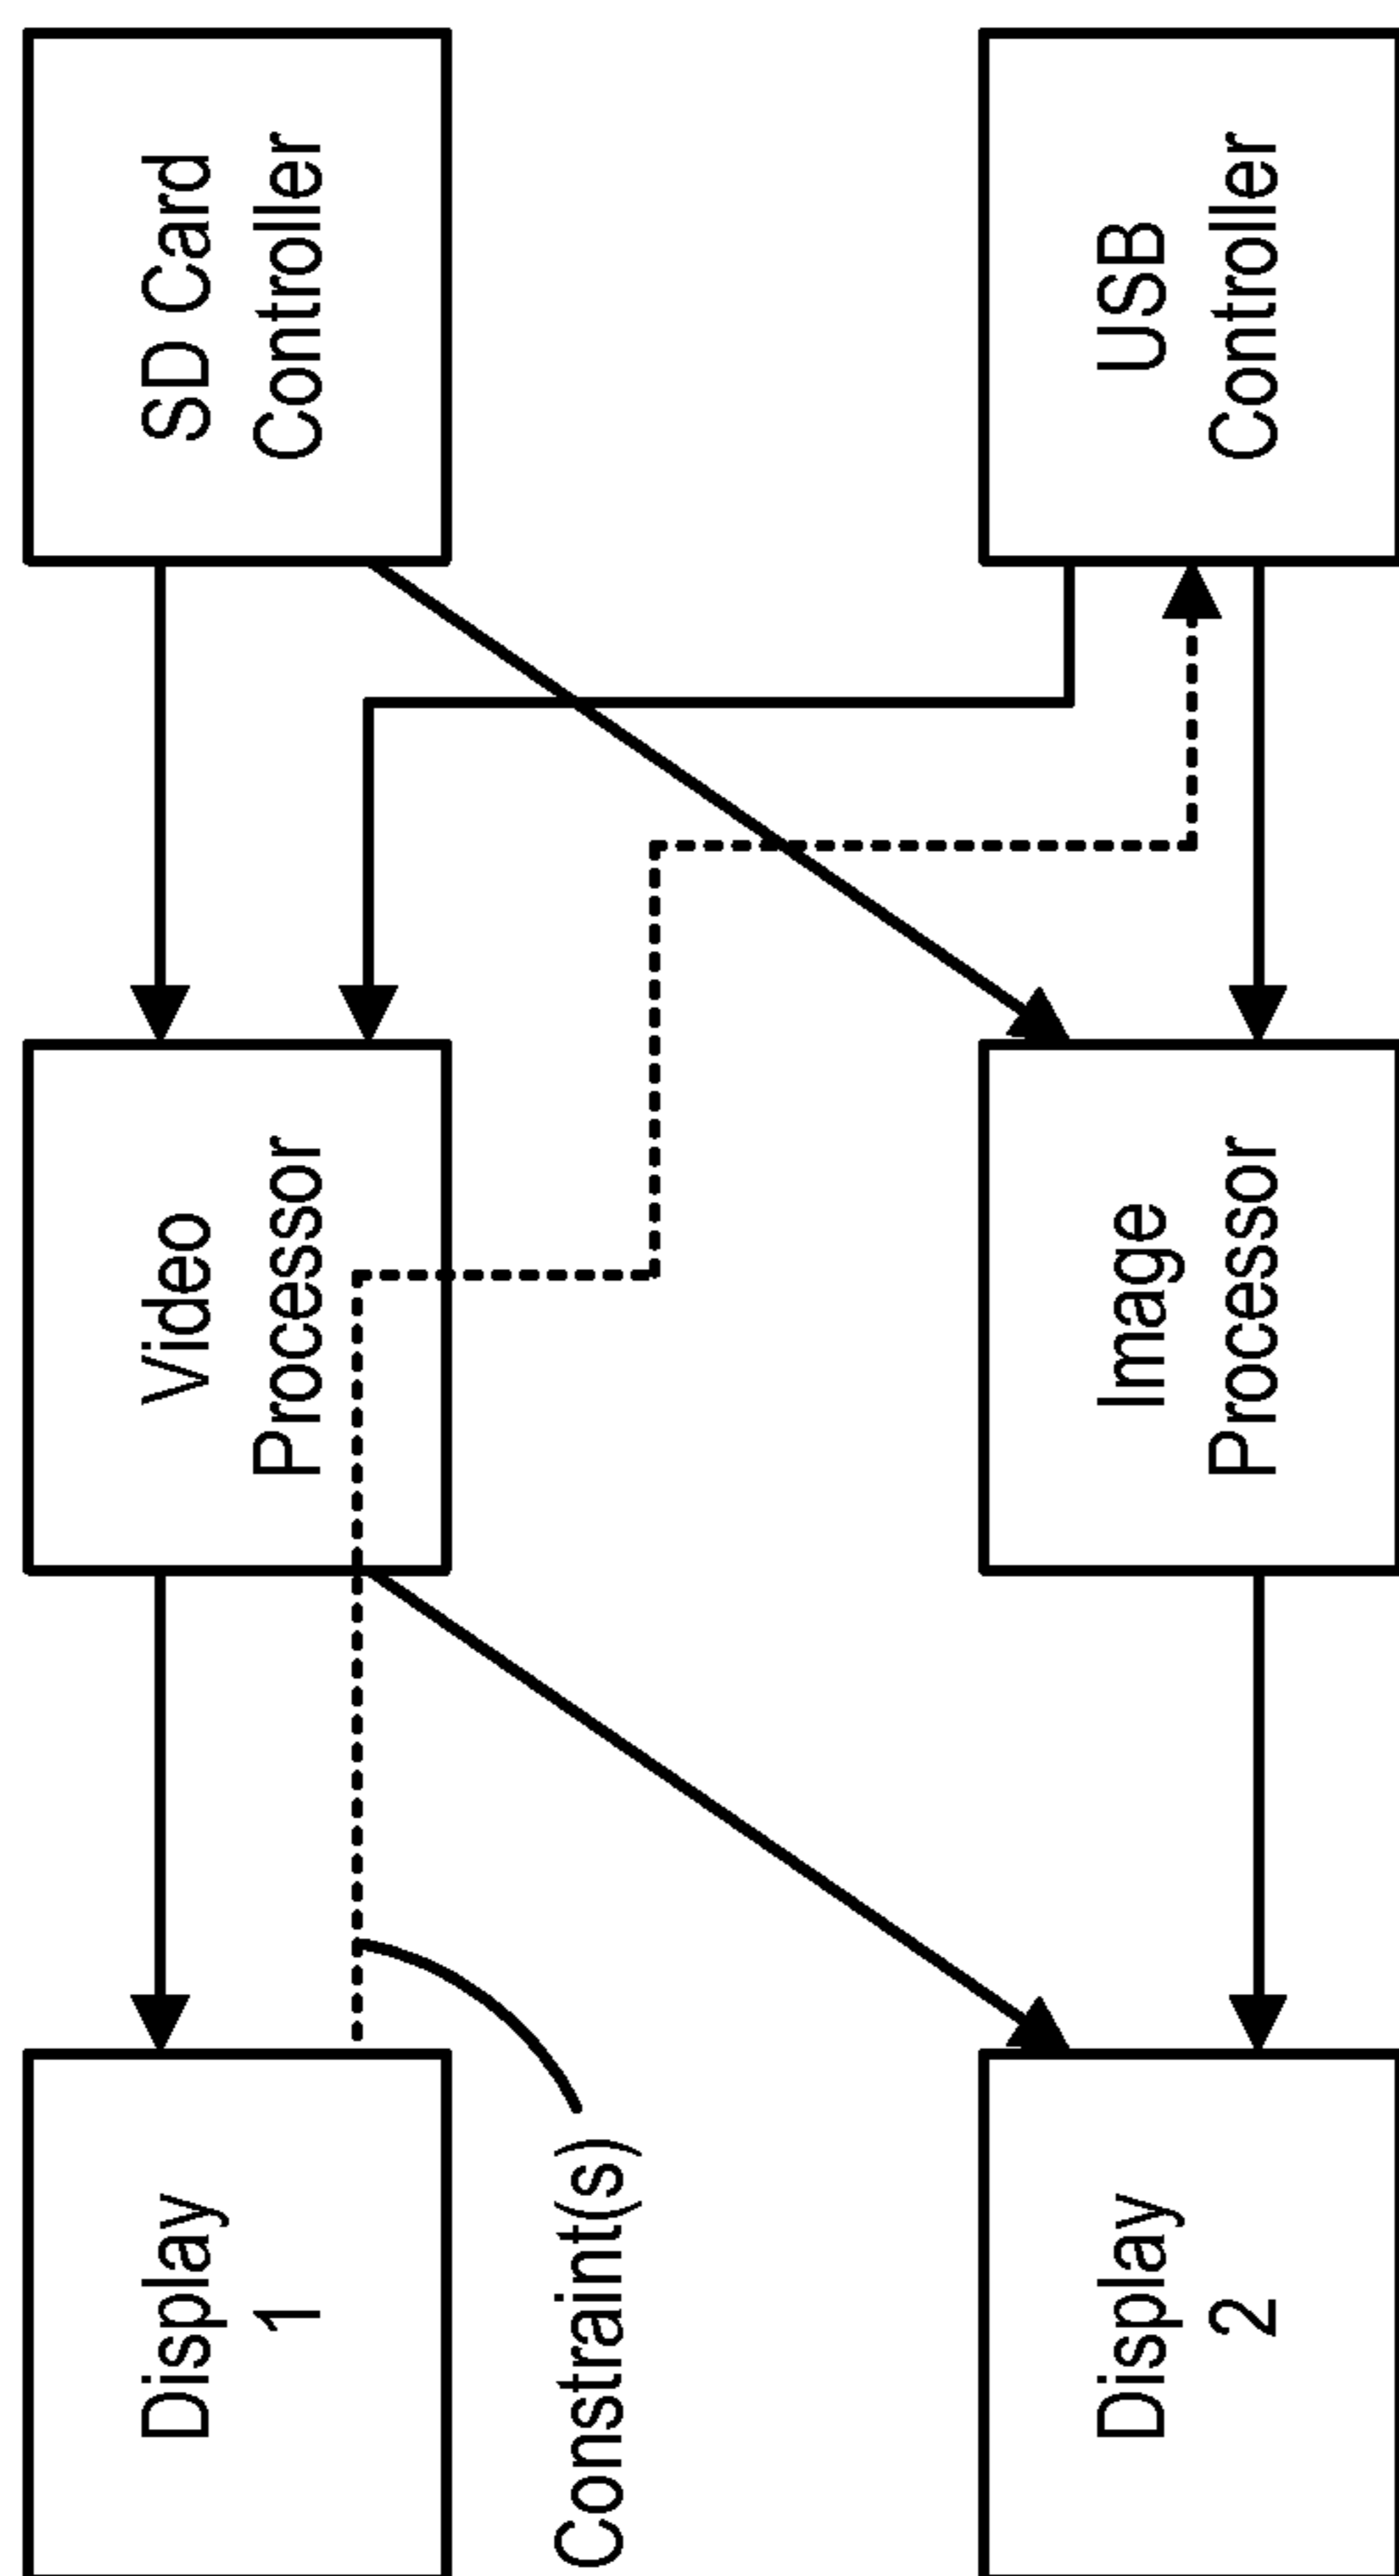 Display
1
Video
Processor
SD Card
Controller
Constraint(s)
Display
2
Image
Processor
USB
Controller